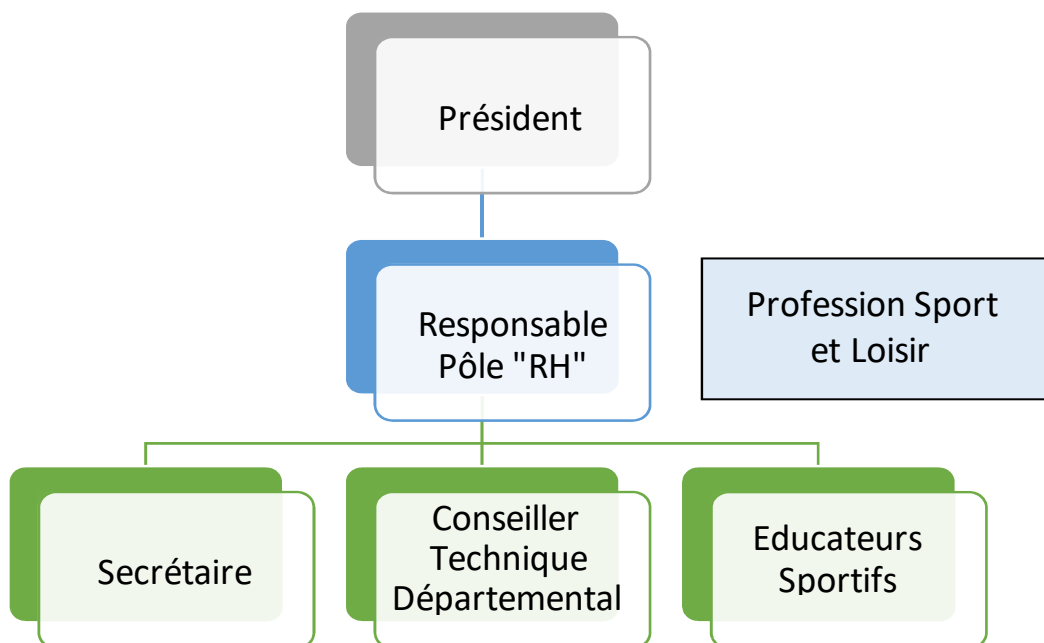 Président
Responsable
Pôle "RH"
Profession Sport
et Loisir
Secrétaire
Conseiller
Technique
Départemental
Educateurs
Sportifs